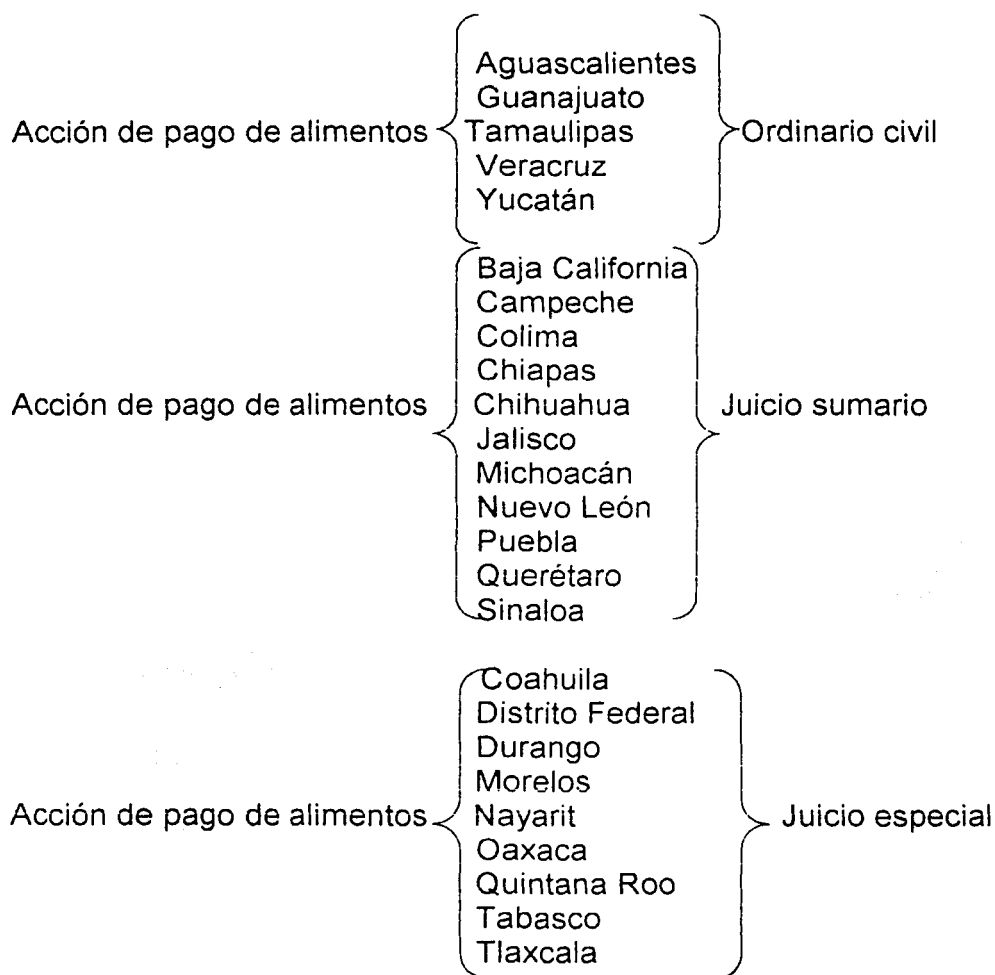 Aguascalientes
Guanajuato
Acción de pago de alimentos Tamaulipas Ordinario civil
Veracruz
Yucatán
Baja California
Campeche
Colima
Chiapas
Acción de pago de alimentos Chihuahua Juicio sumario
Jalisco
Michoacán
Nuevo León
Puebla
Querétaro
Sinaloa
Coahuila
Distrito Federal
Durango
Morelos
Acción de pago de alimentos Nayarit Juicio especial
Oaxaca
Quintana Roo
Tabasco
Tlaxcala